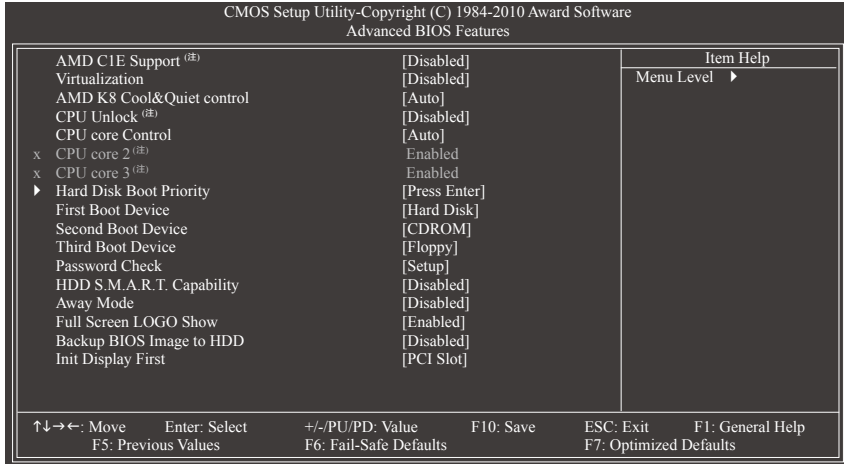 CMOS Setup Utility-Copyright (C) 1984-2010 Award Software
Advanced BIOS Features
AMD C1E Support (注) [Disabled] Item Help
Virtualization [Disabled] Menu Level ▶
AMD K8 Cool&Quiet control [Auto]
CPU Unlock (注) [Disabled]
CPU core Control [Auto]
x CPU core 2 (注) Enabled
x CPU core 3 (注) Enabled
▶ Hard Disk Boot Priority [Press Enter]
First Boot Device [Hard Disk]
Second Boot Device [CDROM]
Third Boot Device [Floppy]
Password Check [Setup]
HDD S.M.A.R.T. Capability [Disabled]
Away Mode [Disabled]
Full Screen LOGO Show [Enabled]
Backup BIOS Image to HDD [Disabled]
Init Display First [PCI Slot]
↑↓→←: Move Enter: Select +/-/PU/PD: Value F10: Save ESC: Exit F1: General Help
F5: Previous Values F6: Fail-Safe Defaults F7: Optimized Defaults